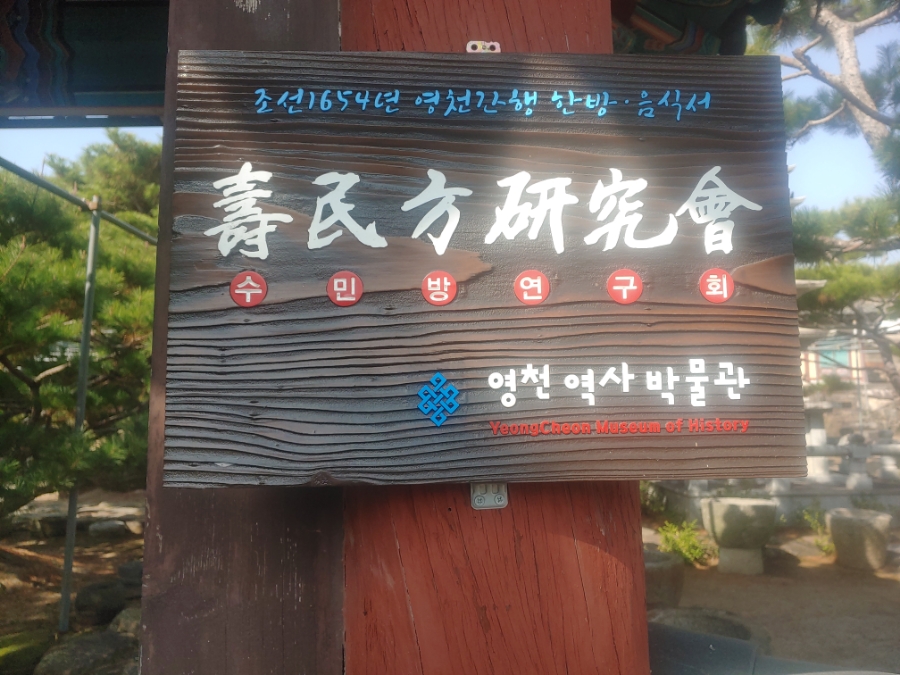 조선1654년 영천간행 한방·음식서
壽民方研究會
수민방연구회
영천역사박물관
YeongCheon Museum of History